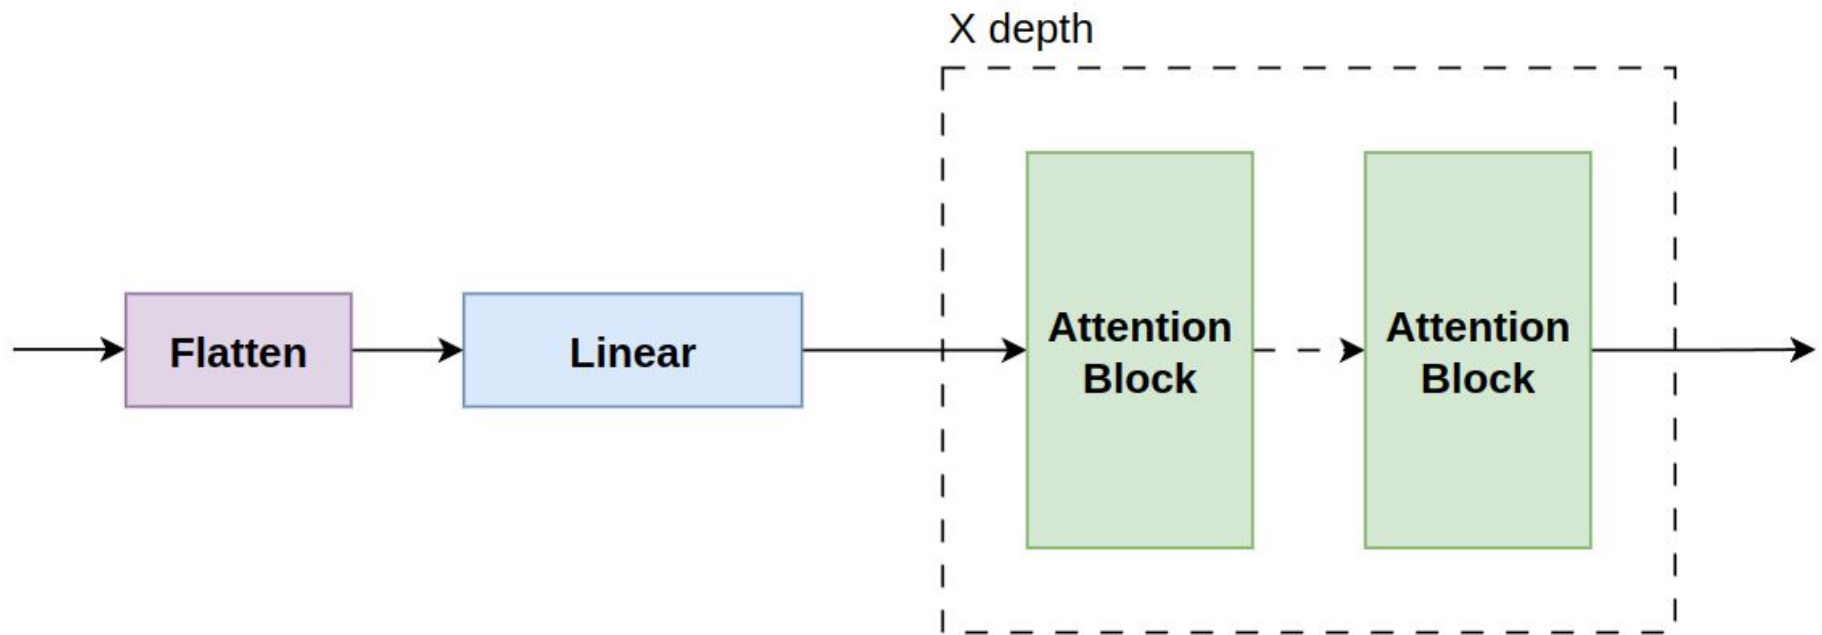 X depth
Flatten
Linear
Attention
Block
Attention
Block